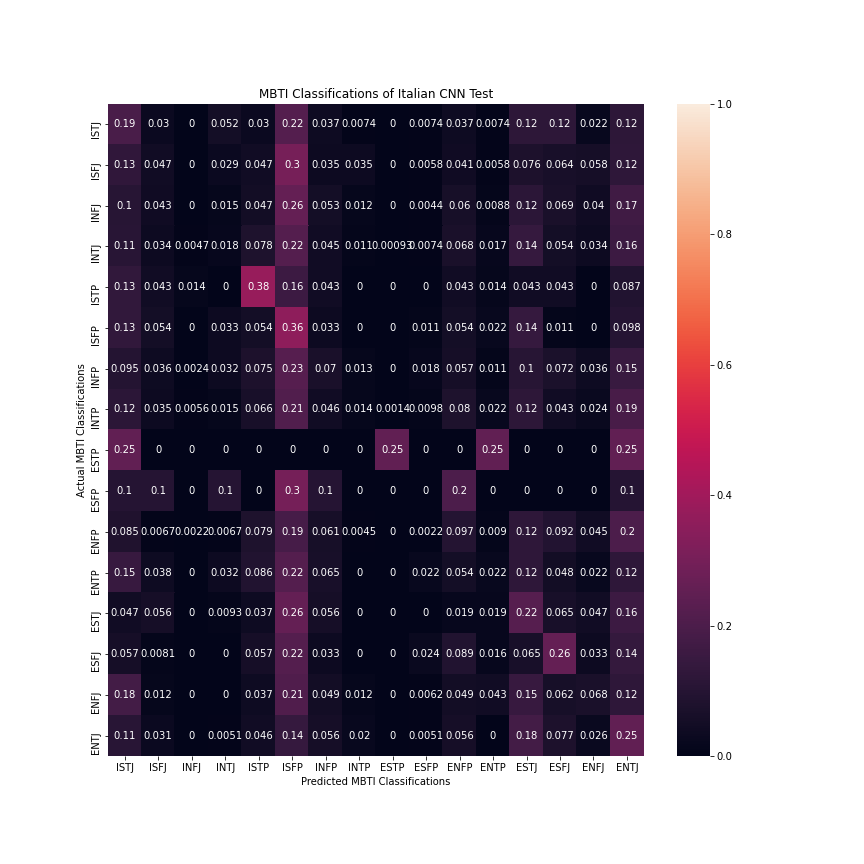 MBTI Classifications of Italian CNN Test
ISTJ 0.19 0.03 0 0.052 0.03 0.22 0.037 0.0074 0 0.0074 0.037 0.0074 0.12 0.12 0.022 0.12
ISFJ 0.13 0.047 0 0.029 0.047 0.3 0.035 0.035 0 0.0058 0.041 0.0058 0.076 0.064 0.058 0.12
INFJ 0.1 0.043 0 0.015 0.047 0.26 0.053 0.012 0 0.0044 0.06 0.0088 0.12 0.069 0.04 0.17
INTJ 0.11 0.034 0.0047 0.018 0.078 0.22 0.045 0.011 0.00093 0.0074 0.068 0.017 0.14 0.054 0.034 0.16
ISTP 0.13 0.043 0.014 0 0.38 0.16 0.043 0 0 0 0.043 0.014 0.043 0.043 0 0.087
ISFP 0.13 0.054 0 0.033 0.054 0.36 0.033 0 0 0.011 0.054 0.022 0.14 0.011 0 0.098
INFP 0.095 0.036 0.0024 0.032 0.075 0.23 0.07 0.013 0 0.018 0.057 0.011 0.1 0.072 0.036 0.15
INTP 0.12 0.035 0.0056 0.015 0.066 0.21 0.046 0.014 0.0014 0.0098 0.08 0.022 0.12 0.043 0.024 0.19
ESTP 0.25 0 0 0 0 0 0 0 0.25 0 0 0.25 0 0 0 0.25
ESFP 0.1 0.1 0 0.1 0 0.3 0.1 0 0 0 0.2 0 0 0 0 0.1
ENFP 0.085 0.0067 0.0022 0.0067 0.079 0.19 0.061 0.0045 0 0.0022 0.097 0.009 0.12 0.092 0.045 0.2
ENTP 0.15 0.038 0 0.032 0.086 0.22 0.065 0 0 0.022 0.054 0.022 0.12 0.048 0.022 0.12
ESTJ 0.047 0.056 0 0.0093 0.037 0.26 0.056 0 0 0 0.019 0.019 0.22 0.065 0.047 0.16
ESFJ 0.057 0.0081 0 0 0.057 0.22 0.033 0 0 0.024 0.089 0.016 0.065 0.26 0.033 0.14
ENFJ 0.18 0.012 0 0 0.037 0.21 0.049 0.012 0 0.0062 0.049 0.043 0.15 0.062 0.068 0.12
ENTJ 0.11 0.031 0 0.0051 0.046 0.14 0.056 0.02 0 0.0051 0.056 0 0.18 0.077 0.026 0.25
ISTJ ISFJ INFJ INTJ ISTP ISFP INFP INTP ESTP ESFP ENFP ENTP ESTJ ESFJ ENFJ ENTJ
Predicted MBTI Classifications
Actual MBTI Classifications
1.0
0.8
0.6
0.4
0.2
0.0